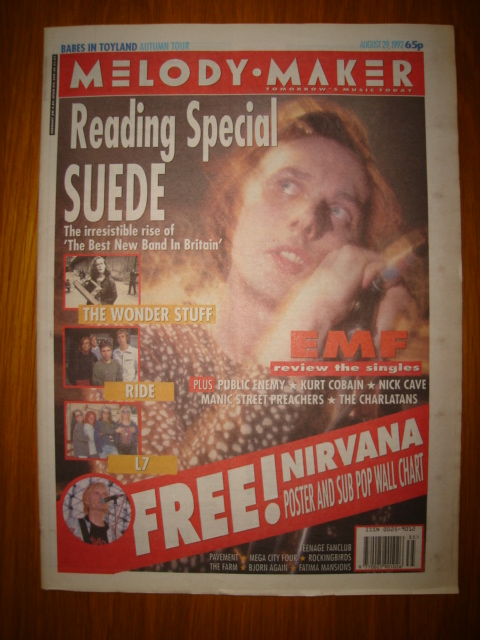 BABES IN TOYLAND AUTUMN TOUR
AUGUST 29, 1992 65p
MELODY·MAKER
TOMORROW'S MUSIC TODAY
Reading Special
SUEDE
The irresistible rise of
'The Best New Band In Britain'
THE WONDER STUFF
RIDE
L7
EMF
review the singles
PLUS PUBLIC ENEMY ★ KURT COBAIN ★ NICK CAVE
MANIC STREET PREACHERS ★ THE CHARLATANS
FREE! NIRVANA
POSTER AND SUB POP WALL CHART
TEENAGE FANCLUB
PAVEMENT ★ MEGA CITY FOUR ★ ROCKINGBIRDS
THE FARM ★ BJORN AGAIN ★ FATIMA MANSIONS